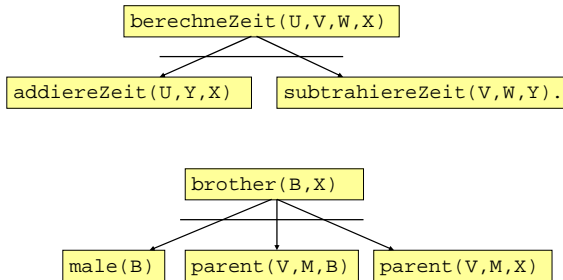 berechneZeit(U,V,W,X)
addiereZeit(U,Y,X) subtrahiereZeit(V,W,Y).
brother(B,X)
male(B) parent(V,M,B) parent(V,M,X)